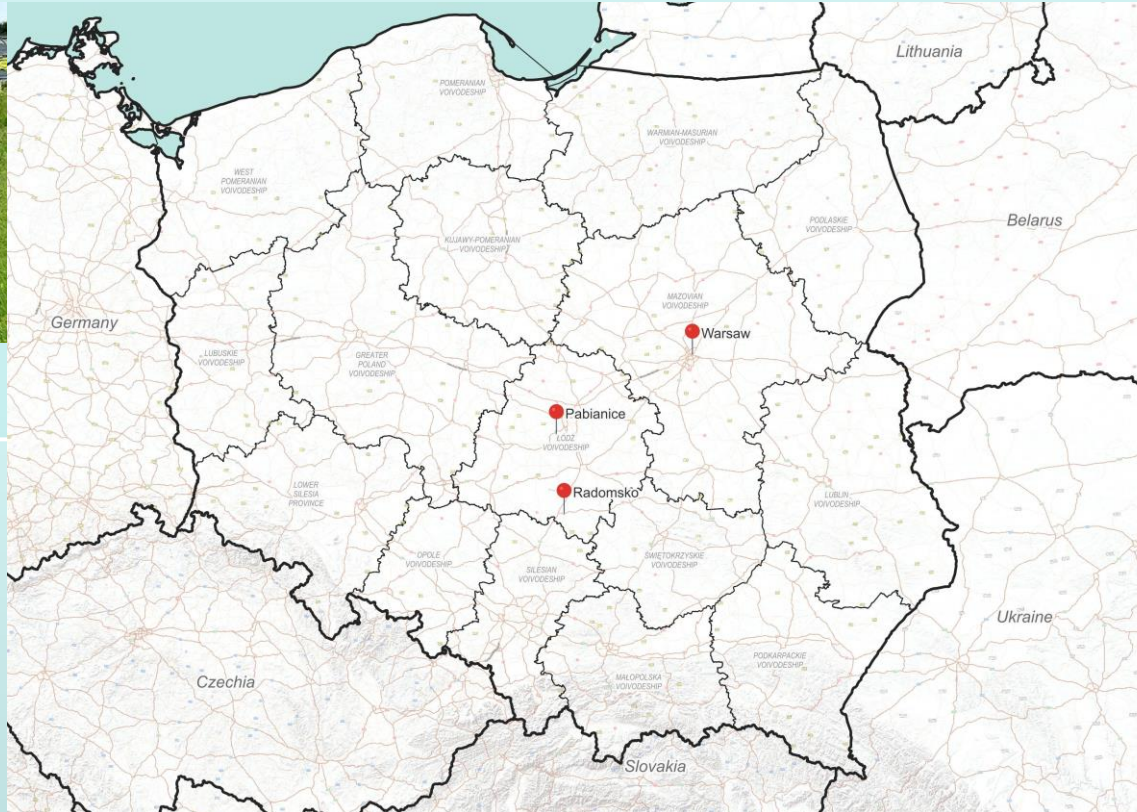 Lithuania
POMERANIAN
VOIVODESHIP
WARMIAN-MASURIAN
VOIVODESHIP
WEST
POMERANIAN
VOIVODESHIP
PODLASKIE
VOIVODESHIP
Belarus
KUJAWY-POMERANIAN
VOIVODESHIP
MAZOVIAN
VOIVODESHIP
Germany
Warsaw
LUBUSKIE
VOIVODESHIP
GREATER
POLAND
VOIVODESHIP
Pabianice
ŁÓDŹ
VOIVODESHIP
LOWER
SILESIA
PROVINCE
Radomsko
LUBLIN
VOIVODESHIP
OPOLE
VOIVODESHIP
SILESIAN
VOIVODESHIP
ŚWIĘTOKRZYSKIE
VOIVODESHIP
Ukraine
PODKARPACKIE
VOIVODESHIP
Czechia
MAŁOPOLSKA
VOIVODESHIP
Slovakia